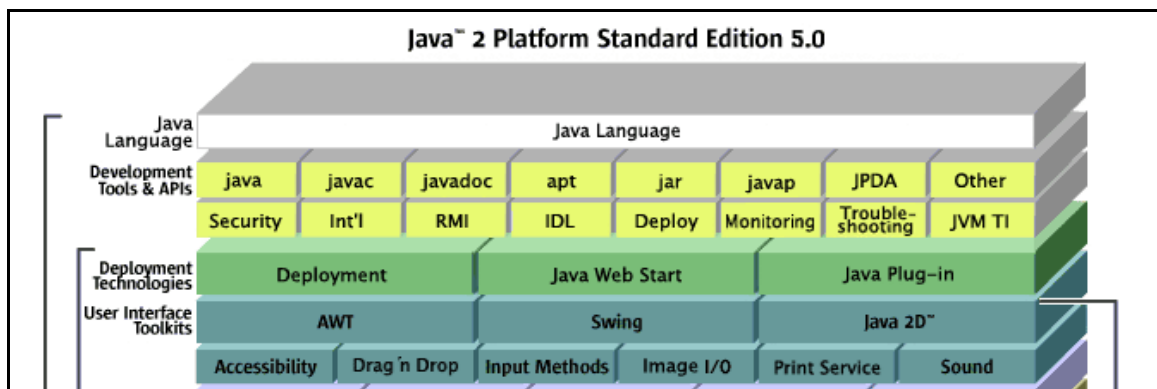 Java™ 2 Platform Standard Edition 5.0
Java
Language
Java Language
Development
Tools & APIs
java javac javadoc apt jar javap JPDA Other
Security Int'l RMI IDL Deploy Monitoring Trouble-
shooting JVM TI
Deployment
Technologies
Deployment Java Web Start Java Plug-in
User Interface
Toolkits
AWT Swing Java 2D™
Accessibility Drag´n Drop Input Methods Image I/O Print Service Sound